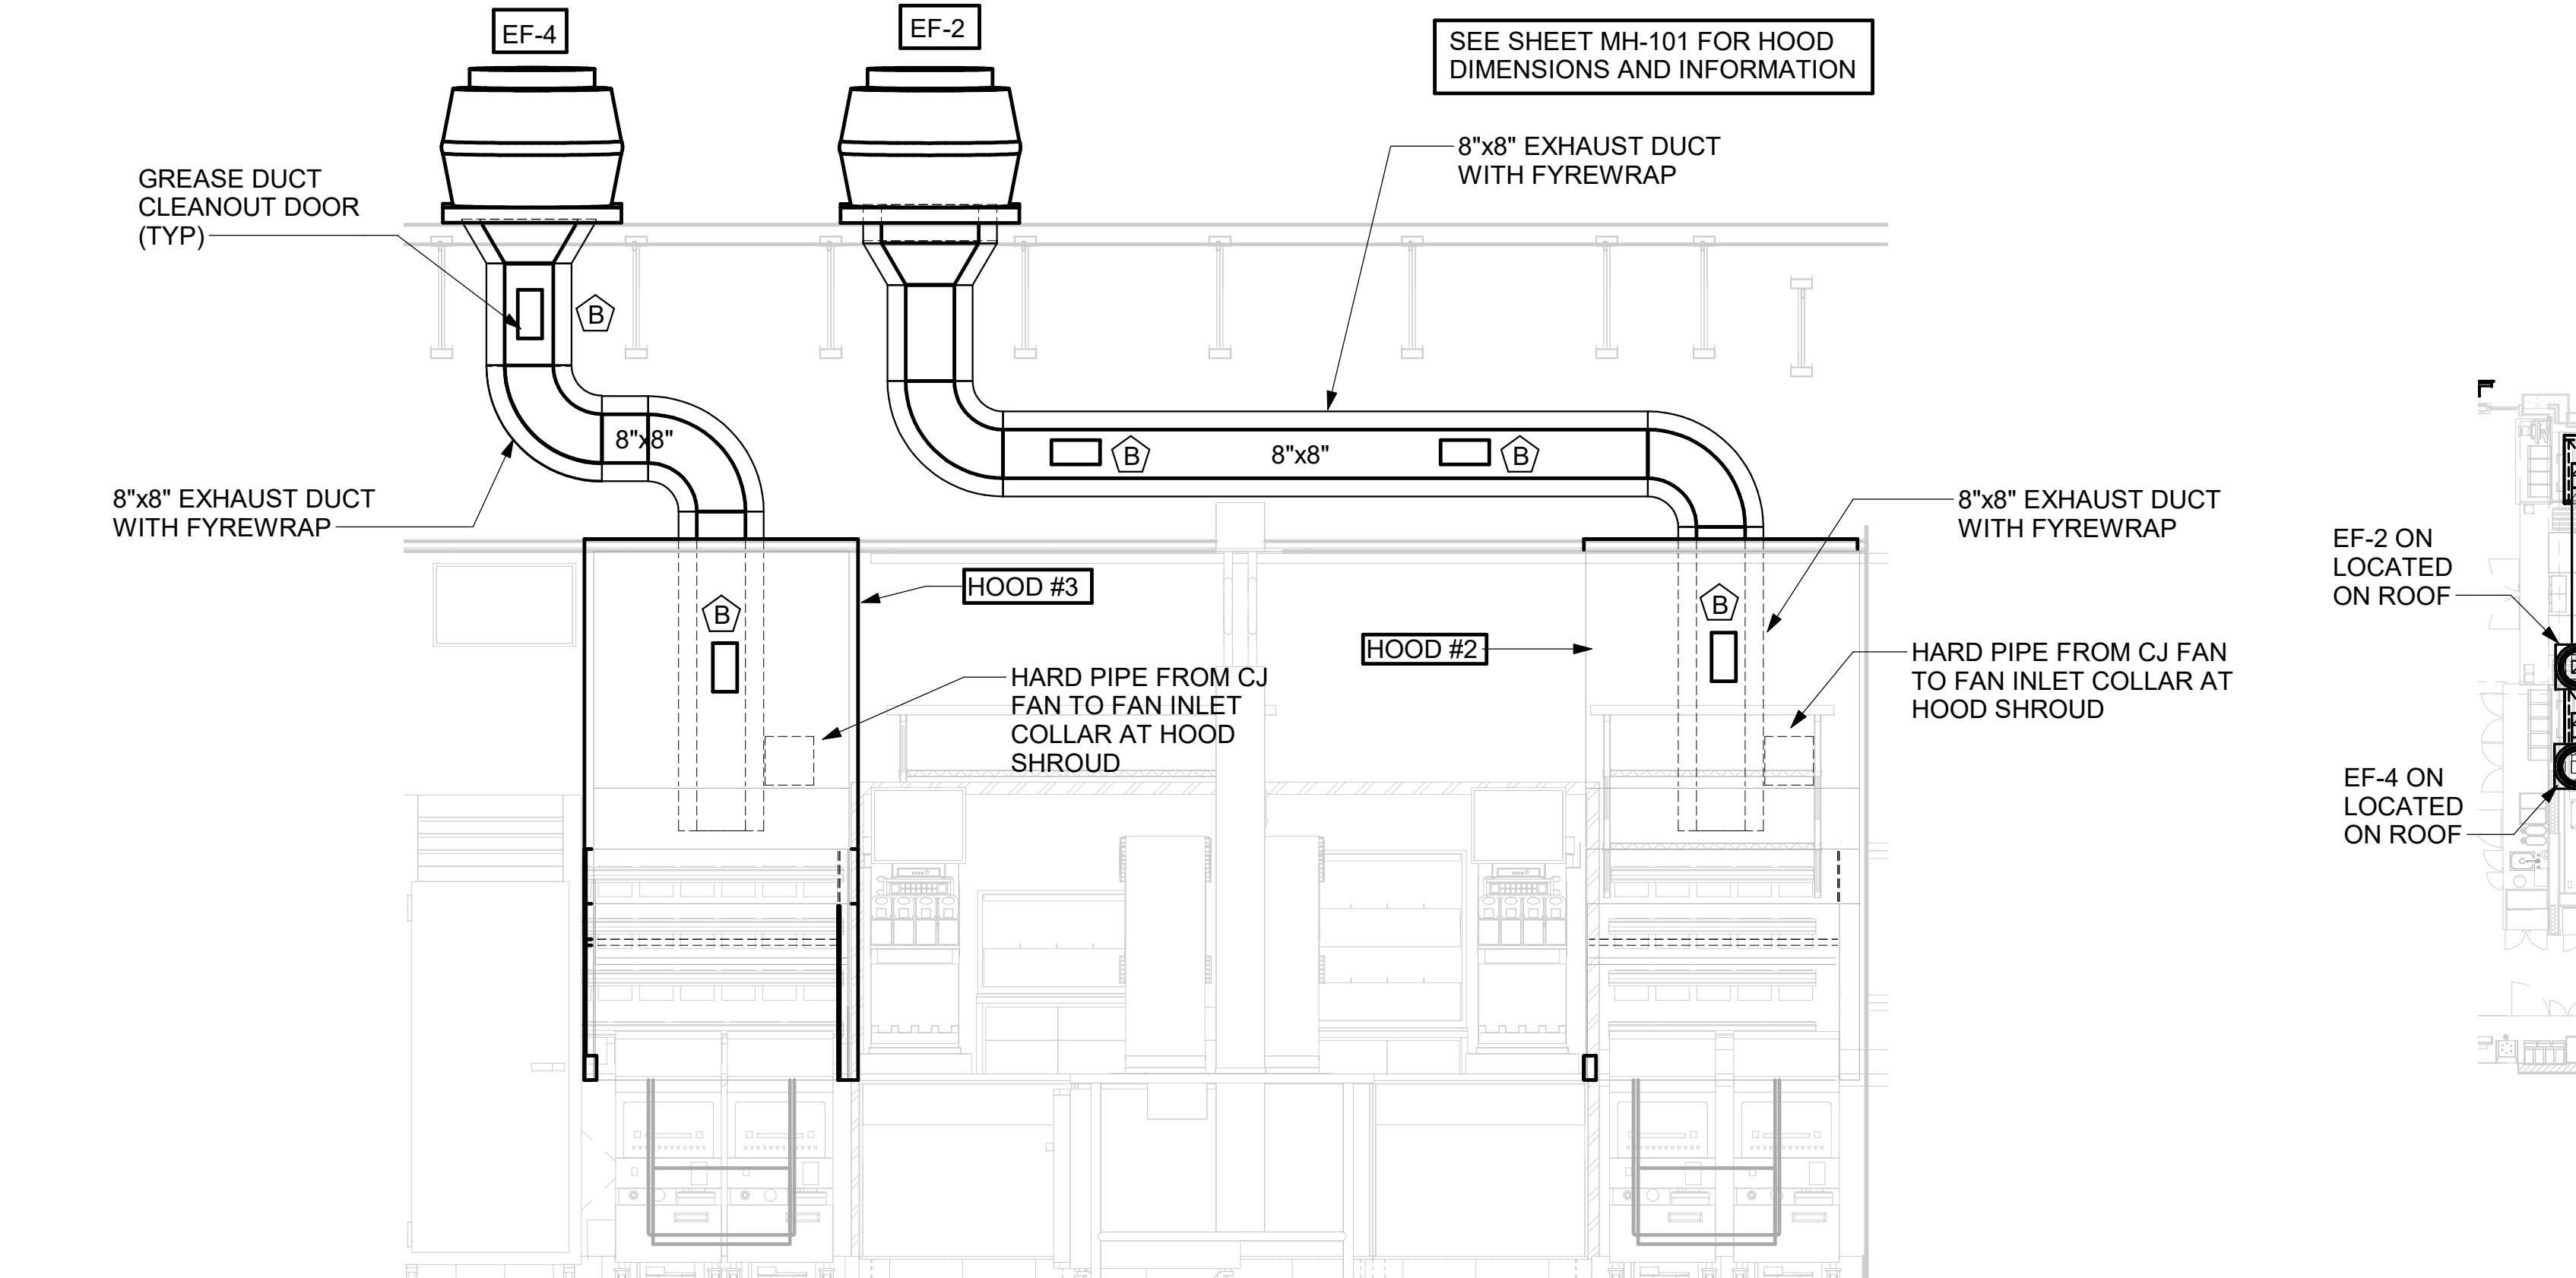 EF-4
EF-2
SEE SHEET MH-101 FOR HOOD
DIMENSIONS AND INFORMATION
8"x8" EXHAUST DUCT
WITH FYREWRAP
GREASE DUCT
CLEANOUT DOOR
(TYP)
B
8"x8"
B
8"x8"
B
8"x8" EXHAUST DUCT
WITH FYREWRAP
8"x8" EXHAUST DUCT
WITH FYREWRAP
EF-2 ON
LOCATED
ON ROOF
HOOD #3
B
B
HOOD #2
HARD PIPE FROM CJ
FAN TO FAN INLET
COLLAR AT HOOD
SHROUD
HARD PIPE FROM CJ FAN
TO FAN INLET COLLAR AT
HOOD SHROUD
EF-4 ON
LOCATED
ON ROOF